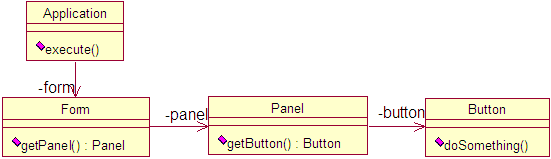 Application
execute()
-form
Form
getPanel() : Panel
-panel
Panel
getButton() : Button
-button
Button
doSomething()